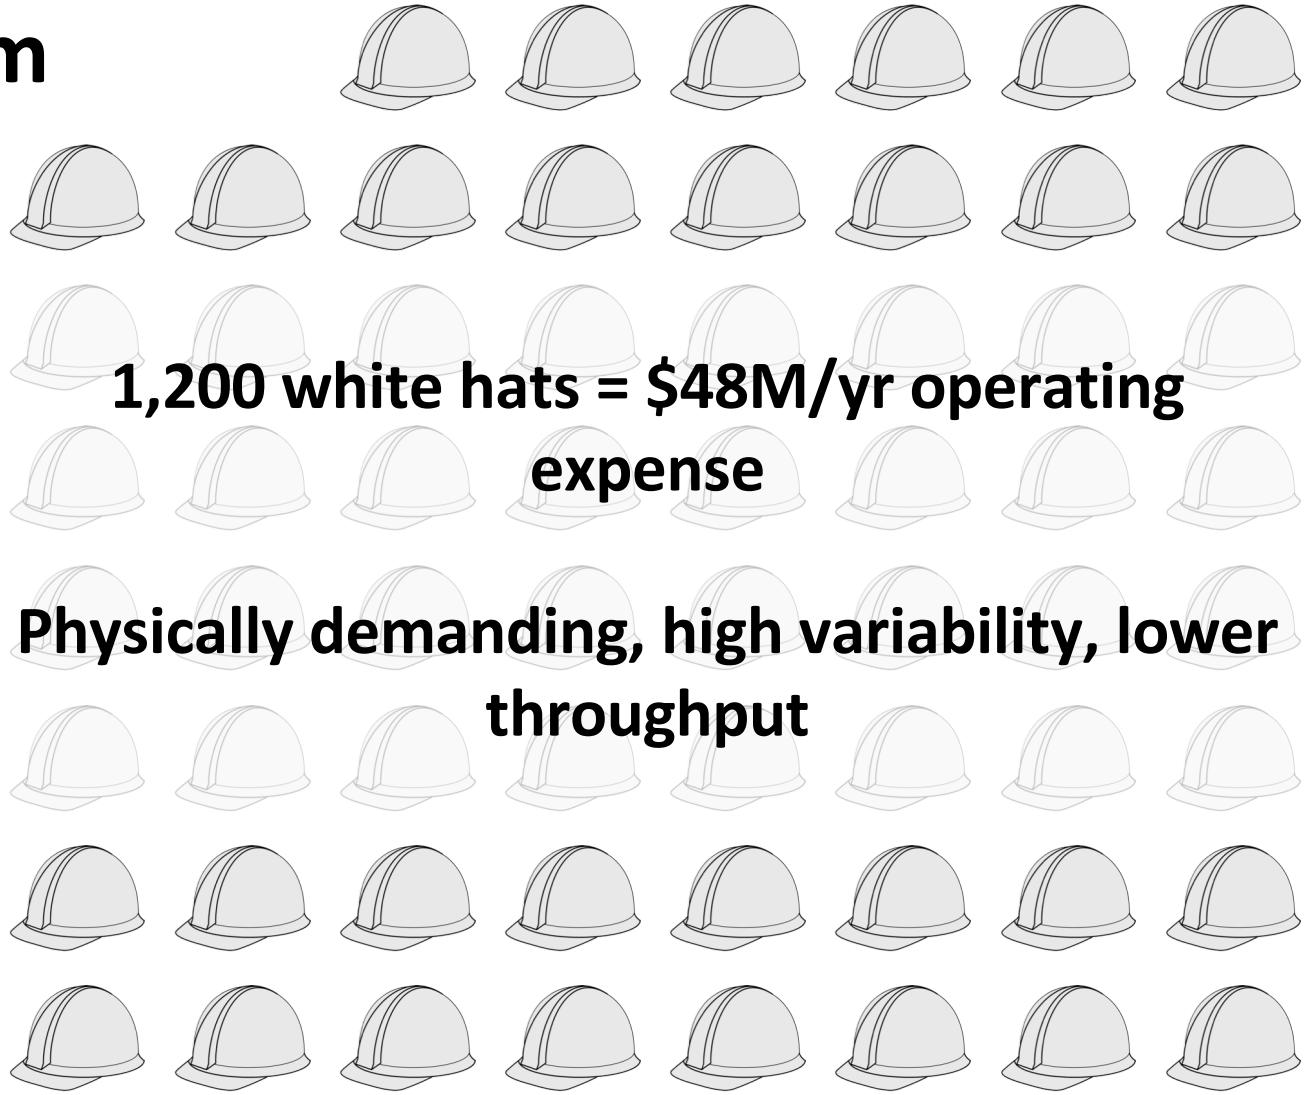 m
1,200 white hats = $48M/yr operating
expense
Physically demanding, high variability, lower
throughput